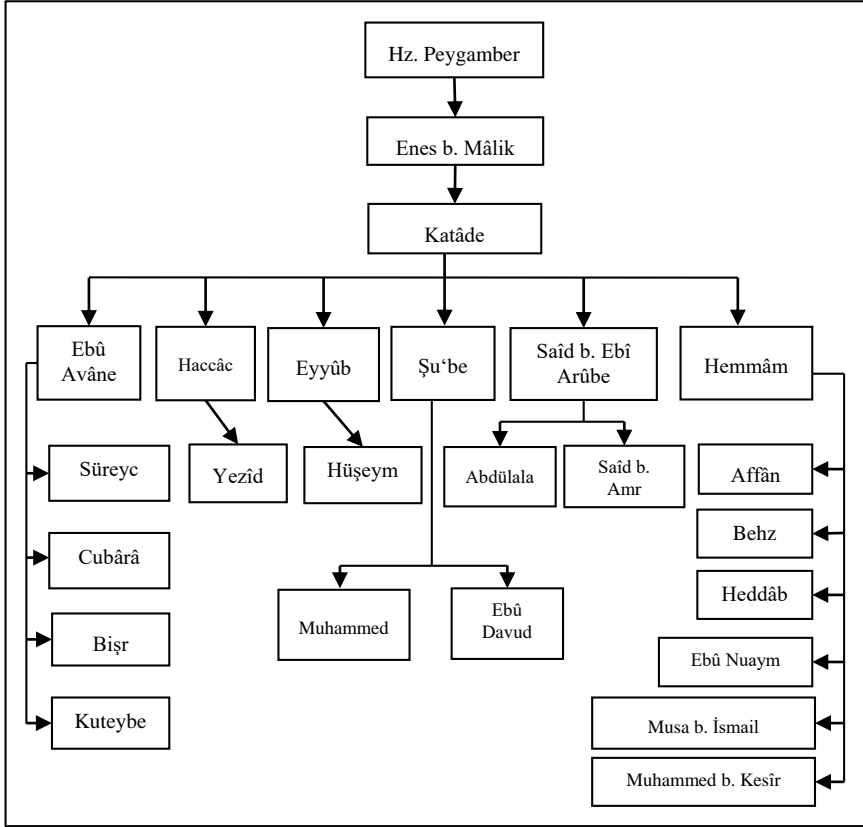 Hz. Peygamber
Enes b. Mâlik
Katâde
Ebû
Avâne
Haccâc
Eyyûb
Şu‘be
Saîd b. Ebî
Arûbe
Hemmâm
Süreyc
Yezîd
Hüşeym
Abdülala
Saîd b.
Amr
Affân
Cubârâ
Behz
Heddâb
Bişr
Muhammed
Ebû
Davud
Ebû Nuaym
Kuteybe
Musa b. İsmail
Muhammed b. Kesîr